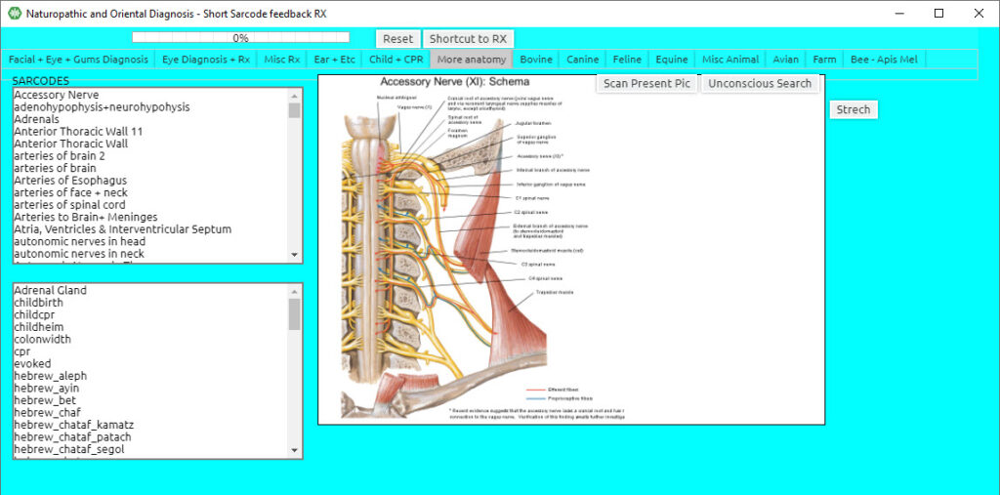 Naturopathic and Oriental Diagnosis - Short Sarcode feedback RX
0%
Reset
Shortcut to RX
Facial + Eye + Gums Diagnosis
Eye Diagnosis + Rx
Misc Rx
Ear + Etc
Child + CPR
More anatomy
Bovine
Canine
Feline
Equine
Misc Animal
Avian
Farm
Bee - Apis Mel
SARCODES
Accessory Nerve
adenohypophysis+neurohypophysis
Adrenals
Anterior Thoracic Wall 11
Anterior Thoracic Wall
arteries of brain 2
arteries of brain
Arteries of Esophagus
arteries of face + neck
arteries of spinal cord
Arteries to Brain+ Meninges
Atria, Ventricles & Interventricular Septum
autonomic nerves in head
autonomic nerves in neck
Adrenal Gland
childbirth
childcpr
childheim
colonwidth
cpr
evoked
hebrew_aleph
hebrew_ayin
hebrew_bet
hebrew_chaf
hebrew_chataf_kamatz
hebrew_chataf_patach
hebrew_chataf_segol
Accessory Nerve (XI): Schema
Scan Present Pic
Unconscious Search
Strech
Nucleus ambiguus
Vagus nerve (X)
Cranial root of accessory nerve (joins vagus nerve
and via recurrent laryngeal nerve supplies muscles of
larynx, except cricothyroid)
Spinal root of
accessory nerve
Foramen
magnum
Jugular foramen
Superior ganglion
of vagus nerve
Accessory nerve (XI) *
Internal branch of accessory nerve
Inferior ganglion of vagus nerve
C1 spinal nerve
C2 spinal nerve
External branch of accessory nerve
(to sternocleidomastoid
and trapezius muscles)
Sternocleidomastoid muscle (cut)
C3 spinal nerve
C4 spinal nerve
Trapezius muscle
Efferent fibers
Proprioceptive fibers
* Recent evidence suggests that the accessory nerve lacks a cranial root and has r
connection to the vagus nerve. Verification of this finding awaits further investiga